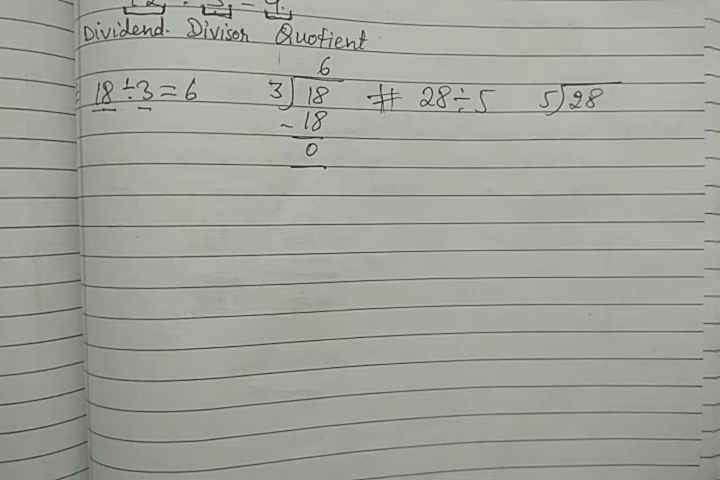 Dividend. Divisor Quotient
6
18 ÷ 3 = 6 3)18 # 28 ÷ 5 5)28
- 18
0